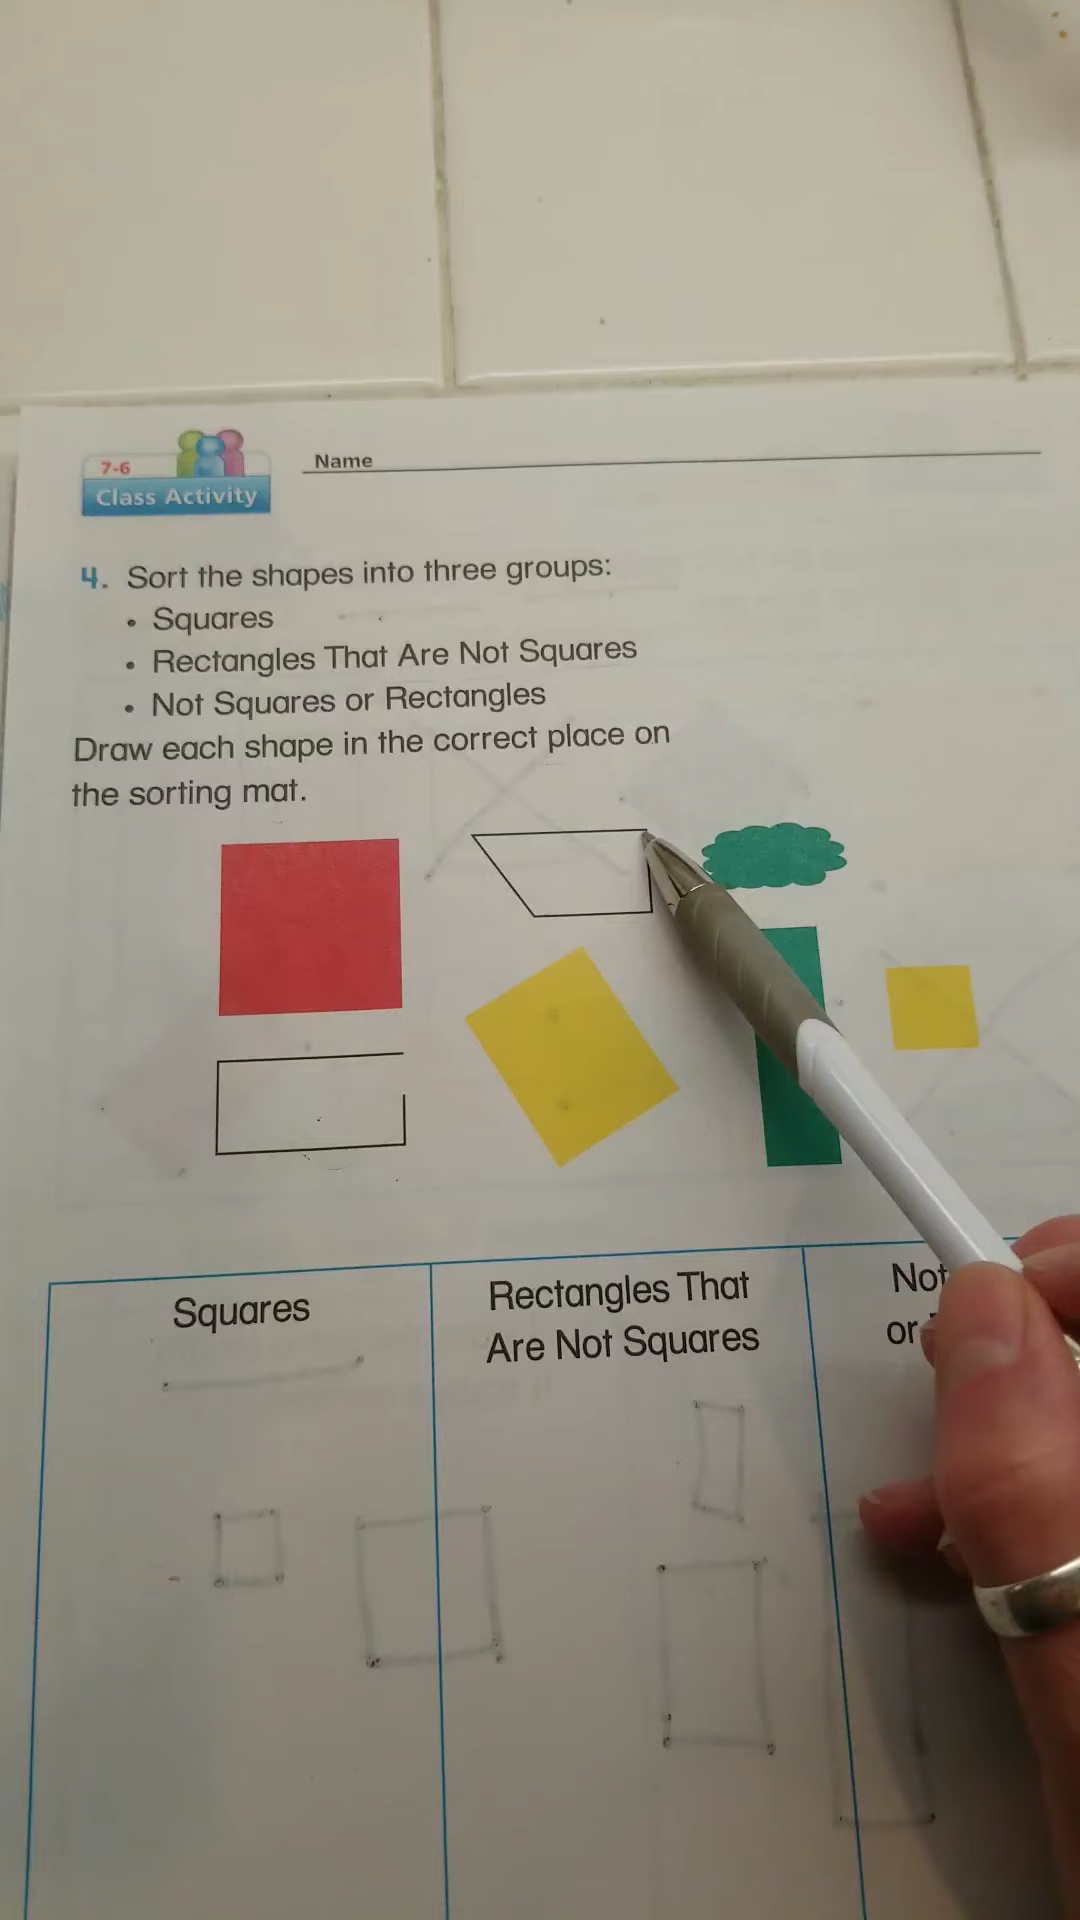 7-6
Class Activity
Name
4. Sort the shapes into three groups:
• Squares
• Rectangles That Are Not Squares
• Not Squares or Rectangles
Draw each shape in the correct place on
the sorting mat.
Squares
Rectangles That
Are Not Squares
Not
or